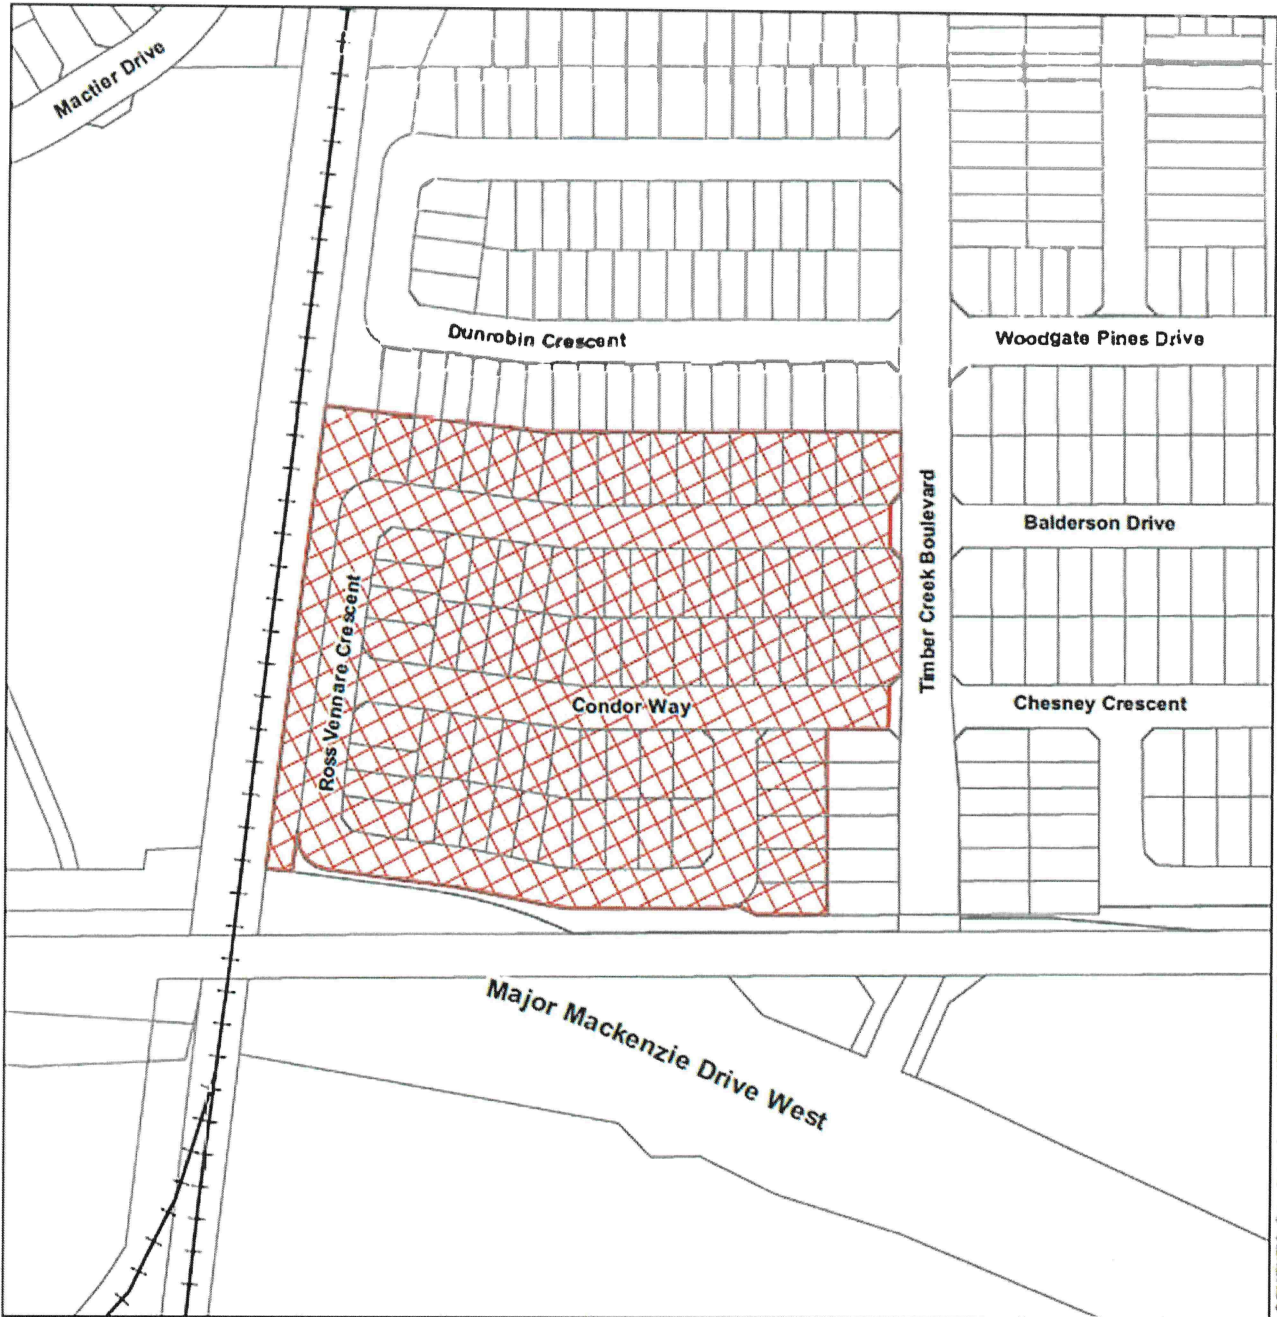 Mactier Drive
Dunrobin Crescent
Woodgate Pines Drive
Timber Creek Boulevard
Balderson Drive
Ross Vennare Crescent
Condor Way
Chesney Crescent
Major Mackenzie Drive West